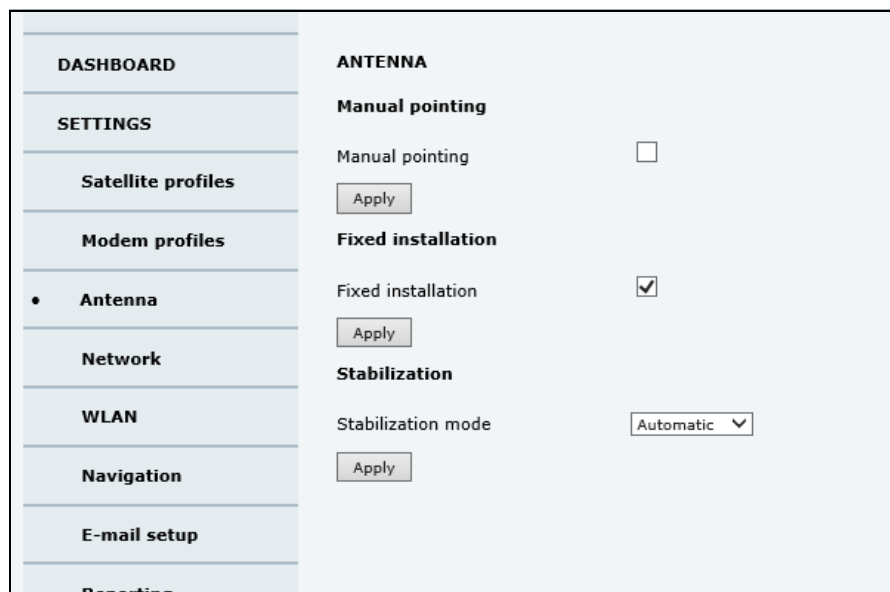 DASHBOARD
SETTINGS
Satellite profiles
Modem profiles
Antenna
Network
WLAN
Navigation
E-mail setup
Reporting
ANTENNA
Manual pointing
Manual pointing
Apply
Fixed installation
Fixed installation
Apply
Stabilization
Stabilization mode
Automatic
Apply